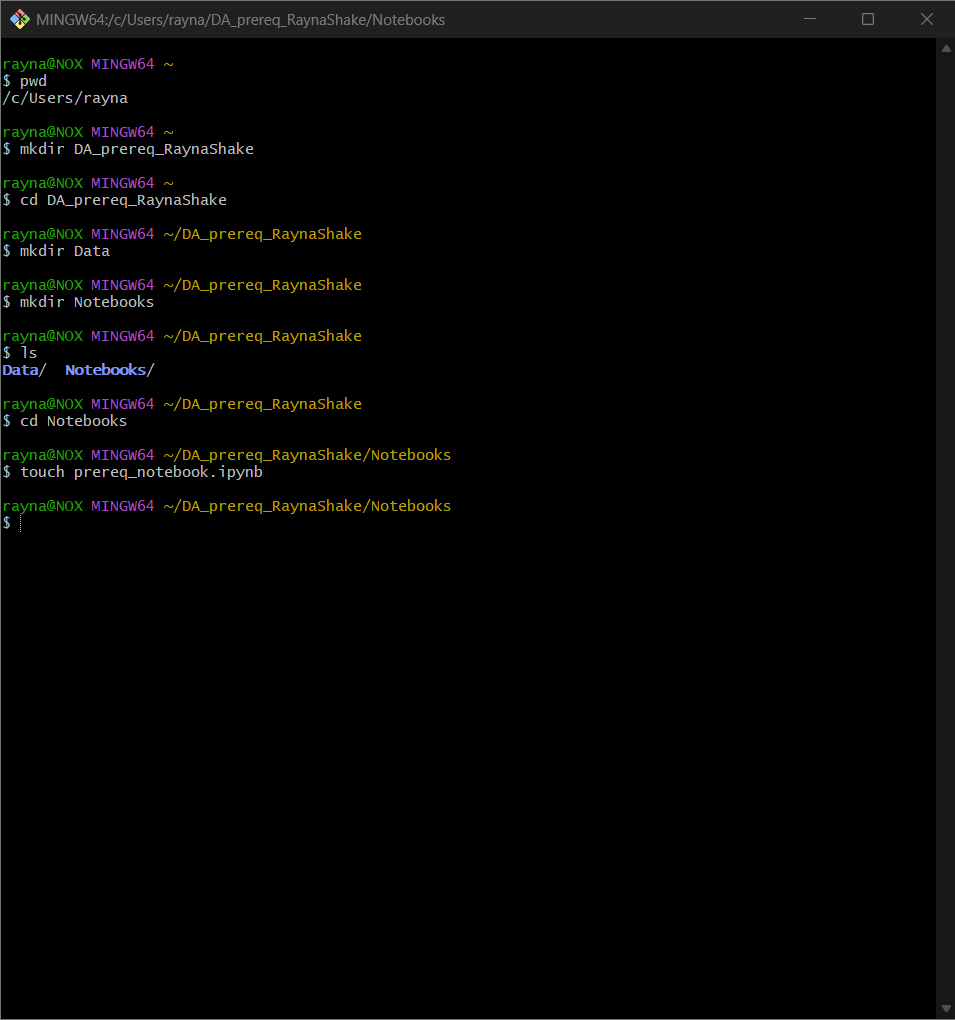 MINGW64:/c/Users/rayna/DA_prereq_RaynaShake/Notebooks
rayna@NOX MINGW64 ~
$ pwd
/c/Users/rayna
rayna@NOX MINGW64 ~
$ mkdir DA_prereq_RaynaShake
rayna@NOX MINGW64 ~
$ cd DA_prereq_RaynaShake
rayna@NOX MINGW64 ~/DA_prereq_RaynaShake
$ mkdir Data
rayna@NOX MINGW64 ~/DA_prereq_RaynaShake
$ mkdir Notebooks
rayna@NOX MINGW64 ~/DA_prereq_RaynaShake
$ ls
Data/  Notebooks/
rayna@NOX MINGW64 ~/DA_prereq_RaynaShake
$ cd Notebooks
rayna@NOX MINGW64 ~/DA_prereq_RaynaShake/Notebooks
$ touch prereq_notebook.ipynb
rayna@NOX MINGW64 ~/DA_prereq_RaynaShake/Notebooks
$